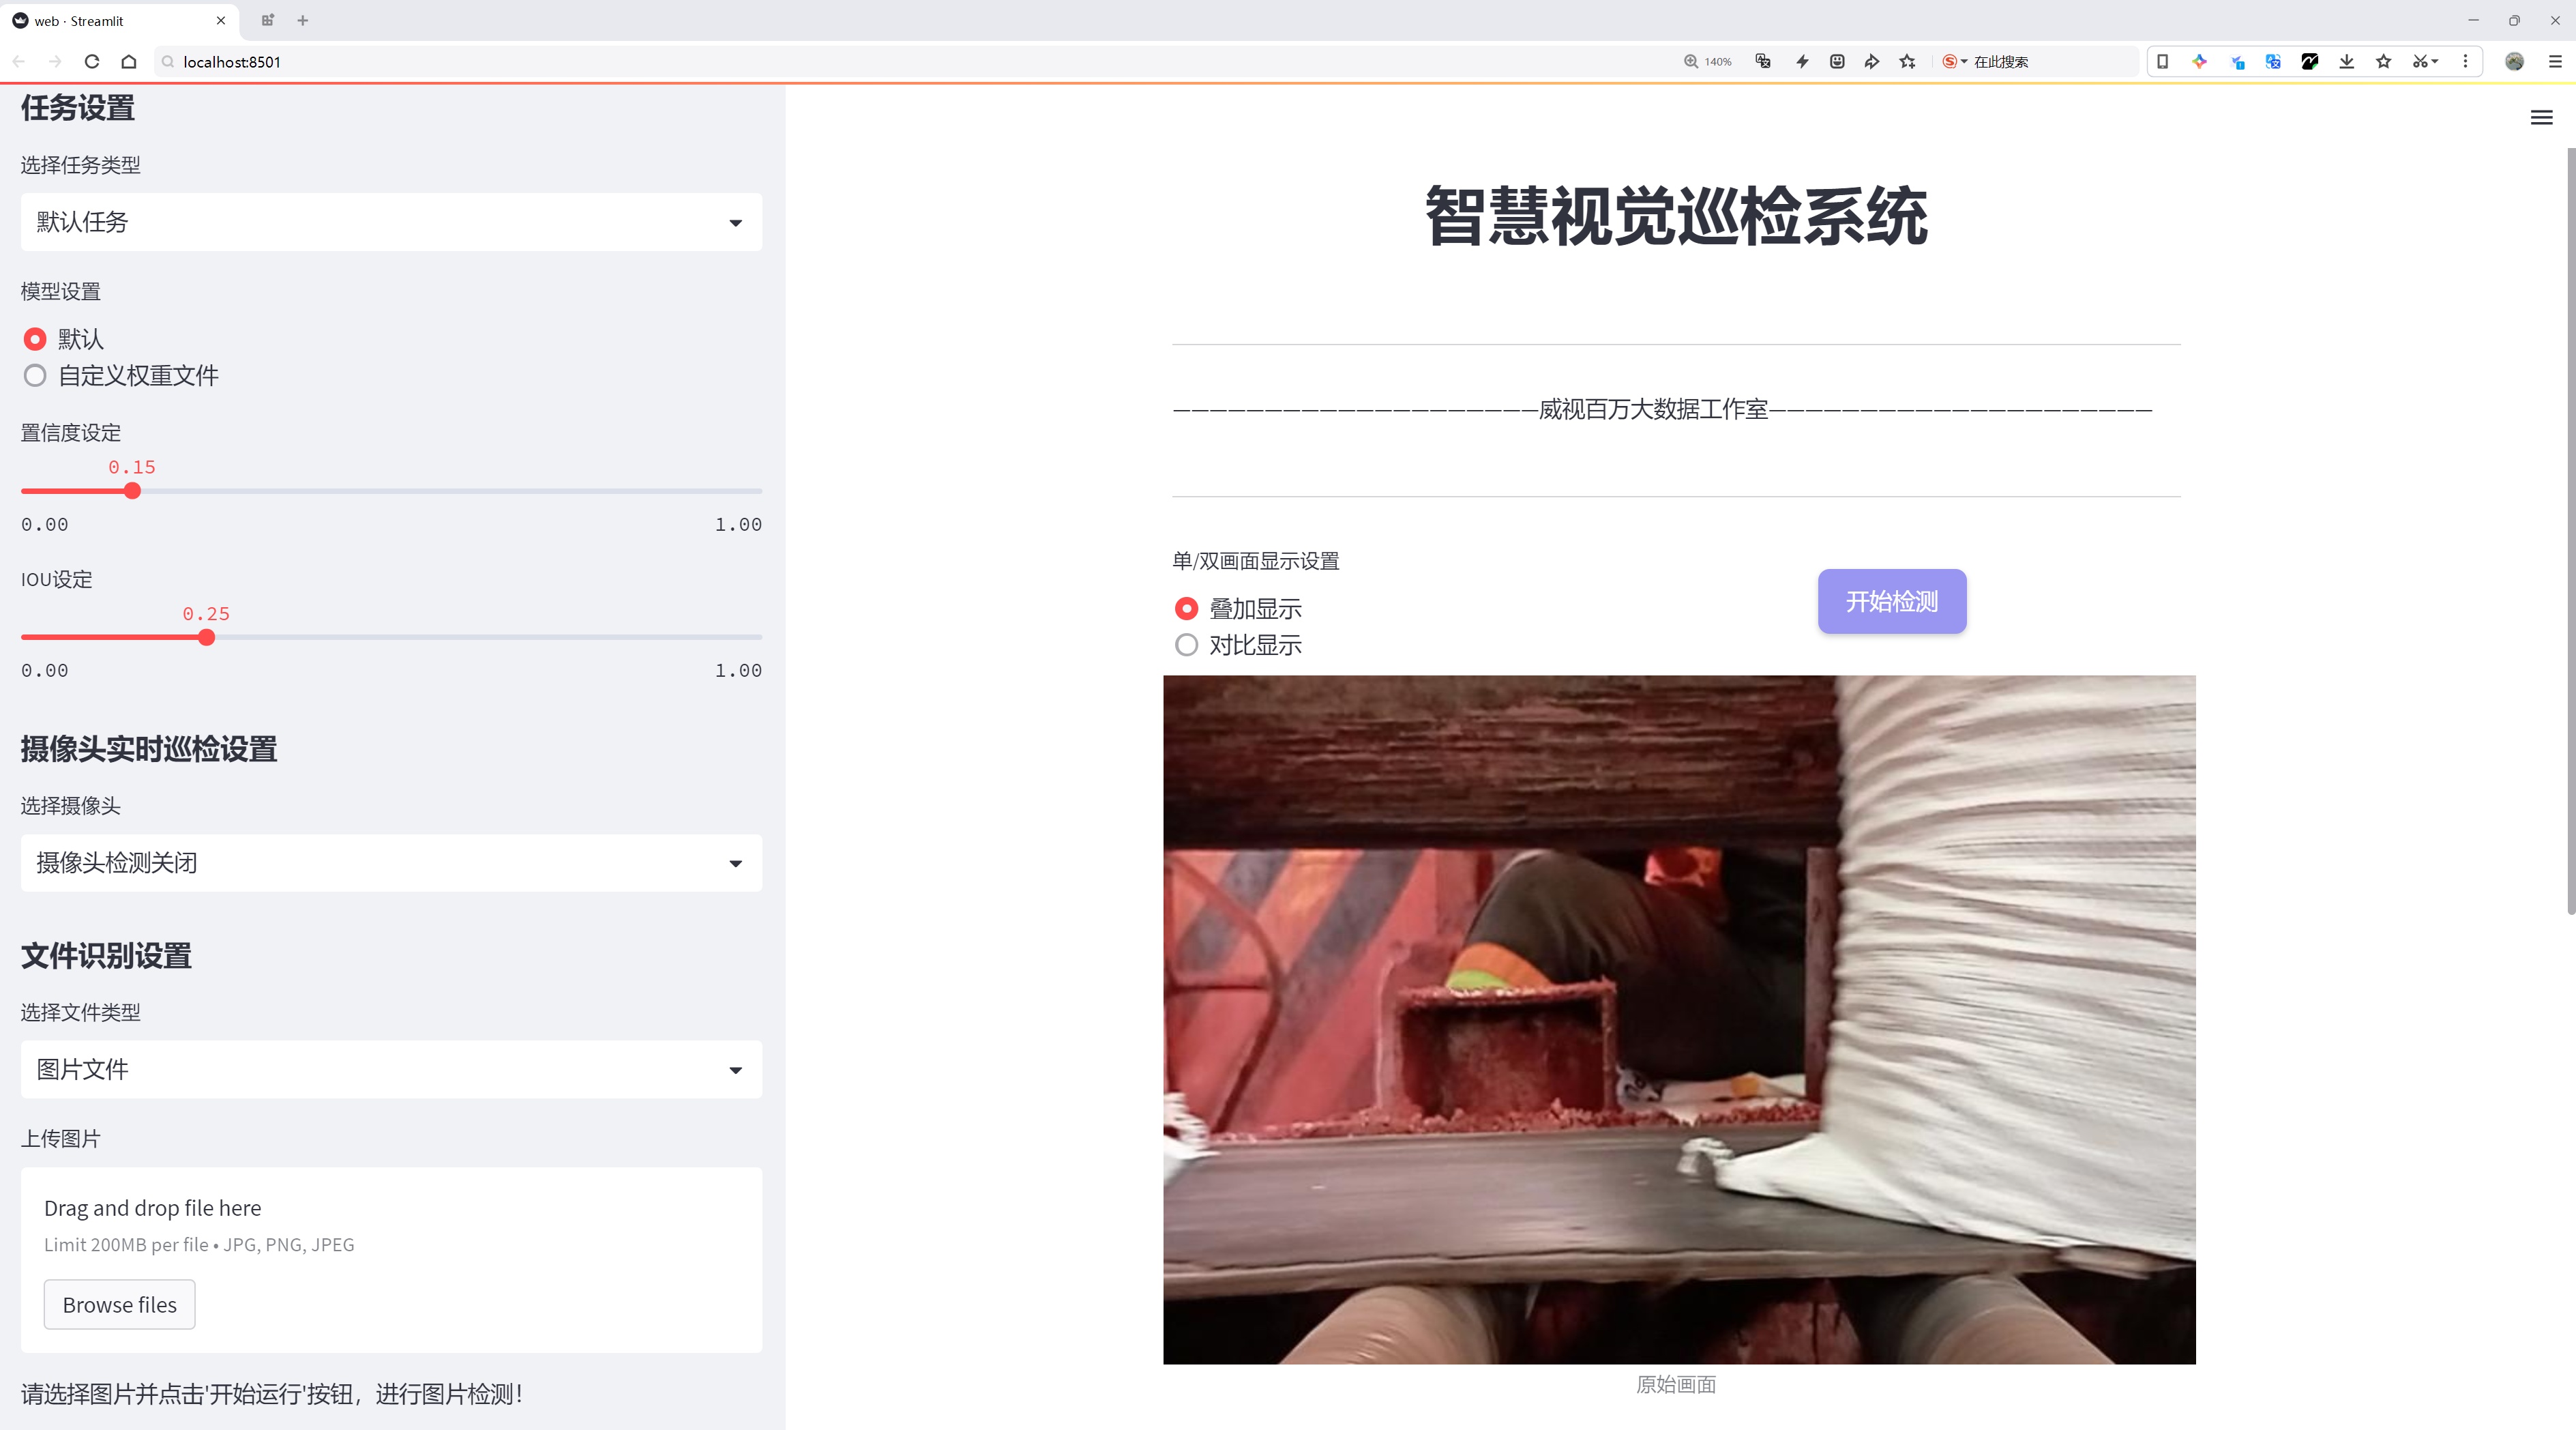 web · Streamlit
localhost:8501
140%
在此搜索
任务设置
选择任务类型
默认任务
模型设置
默认
自定义权重文件
置信度设定
0.15
0.00 1.00
IOU设定
0.25
0.00 1.00
摄像头实时巡检设置
选择摄像头
摄像头检测关闭
文件识别设置
选择文件类型
图片文件
上传图片
Drag and drop file here
Limit 200MB per file • JPG, PNG, JPEG
Browse files
请选择图片并点击'开始运行'按钮，进行图片检测！
智慧视觉巡检系统
————————————————————威视百万大数据工作室—————————————————————
单/双画面显示设置
叠加显示
对比显示
开始检测
原始画面